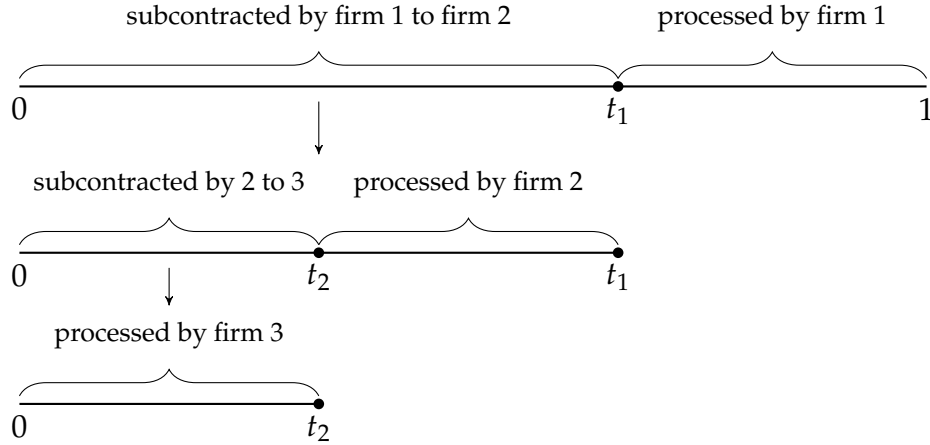 subcontracted by firm 1 to firm 2 processed by firm 1
0 t₁ 1
subcontracted by 2 to 3 processed by firm 2
0 t₂ t₁
processed by firm 3
0 t₂